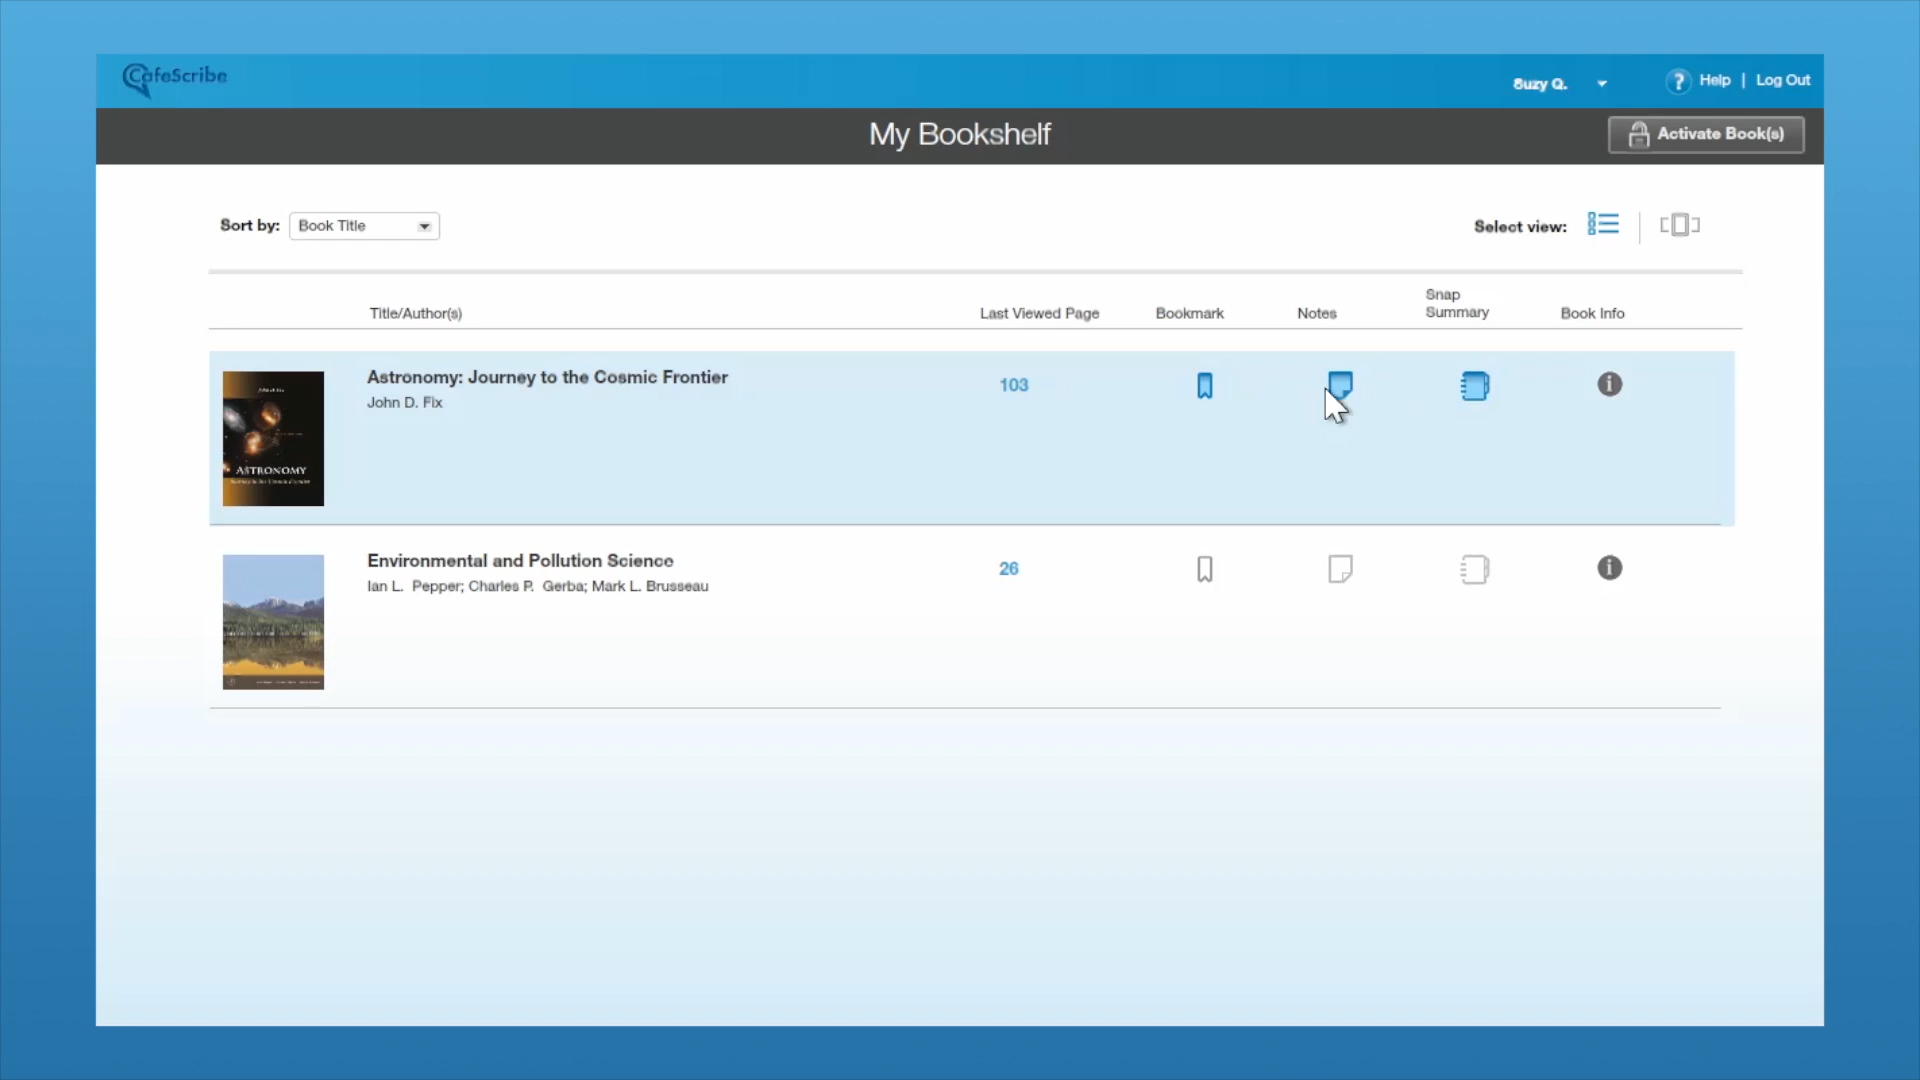 CafeScribe
Suzy Q.
? Help | Log Out
My Bookshelf
Activate Book(s)
Sort by: Book Title
Select view:
Title/Author(s)
Last Viewed Page
Bookmark
Notes
Snap
Summary
Book Info
Astronomy: Journey to the Cosmic Frontier
John D. Fix
103
ASTRONOMY
Environmental and Pollution Science
Ian L. Pepper; Charles P. Gerba; Mark L. Brusseau
26